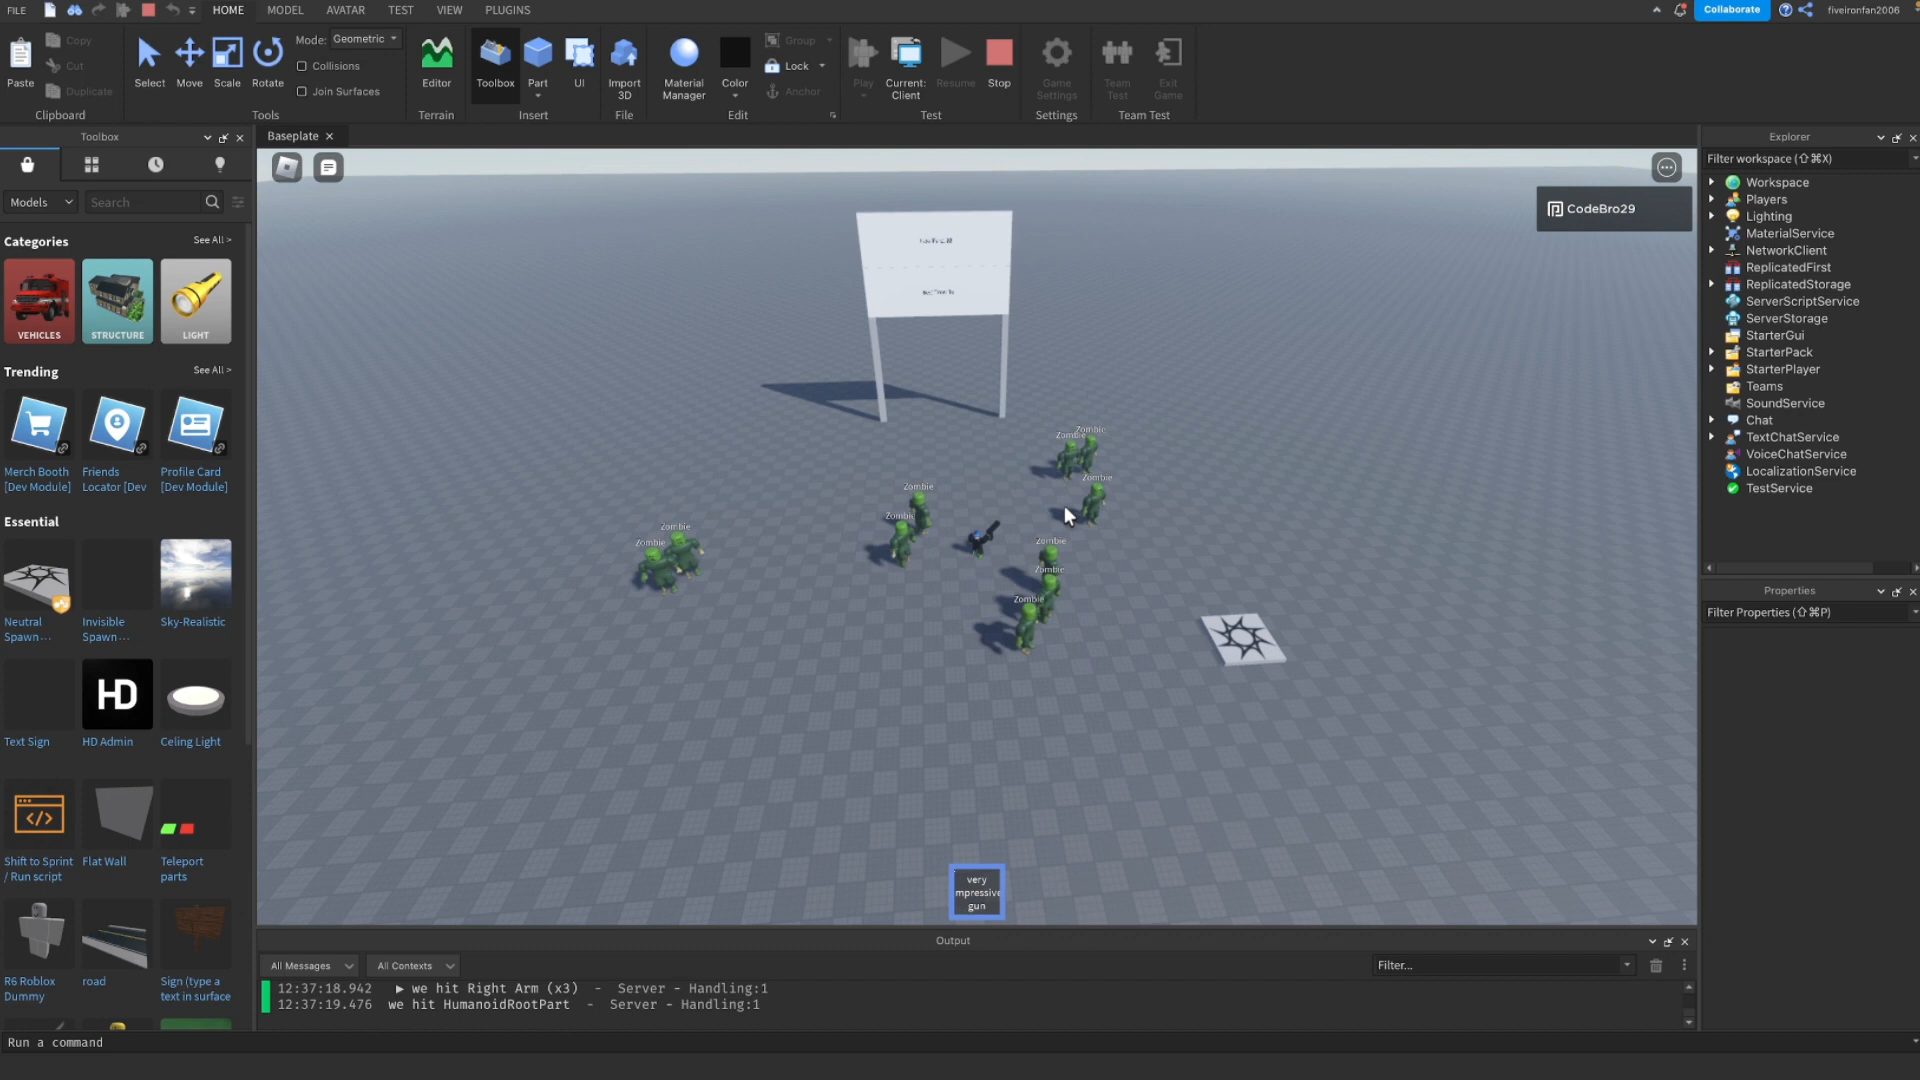 FILE
HOME
MODEL
AVATAR
TEST
VIEW
PLUGINS
Collaborate
fiveironfan2006
Paste
Copy
Cut
Duplicate
Clipboard
Select
Move
Scale
Rotate
Mode:
Geometric
Collisions
Join Surfaces
Tools
Editor
Terrain
Toolbox
Part
UI
Insert
Import
3D
File
Material
Manager
Color
Group
Lock
Anchor
Edit
Play
Current:
Client
Resume
Stop
Test
Game
Settings
Settings
Team
Test
Exit
Game
Team Test
Toolbox
Models
Search
Categories
See All >
VEHICLES
STRUCTURE
LIGHT
Trending
See All >
Merch Booth
[Dev Module]
Friends
Locator [Dev
Profile Card
[Dev Module]
Essential
Neutral
Spawn...
Invisible
Spawn...
Sky-Realistic
Text Sign
HD
HD Admin
Celing Light
Shift to Sprint
/ Run script
Flat Wall
Teleport
parts
R6 Roblox
Dummy
road
Sign (type a
text in surface
Baseplate
CodeBro29
Zombie
Zombie
Zombie
Zombie
Zombie
Zombie
Zombie
Zombie
Zombie
Zombie
very
mpressive
gun
Output
All Messages
All Contexts
Filter...
12:37:18.942 ▶ we hit Right Arm (x3) - Server - Handling:1
12:37:19.476 we hit HumanoidRootPart - Server - Handling:1
Run a command
Explorer
Filter workspace (⇧⌘X)
Workspace
Players
Lighting
MaterialService
NetworkClient
ReplicatedFirst
ReplicatedStorage
ServerScriptService
ServerStorage
StarterGui
StarterPack
StarterPlayer
Teams
SoundService
Chat
TextChatService
VoiceChatService
LocalizationService
TestService
Properties
Filter Properties (⇧⌘P)